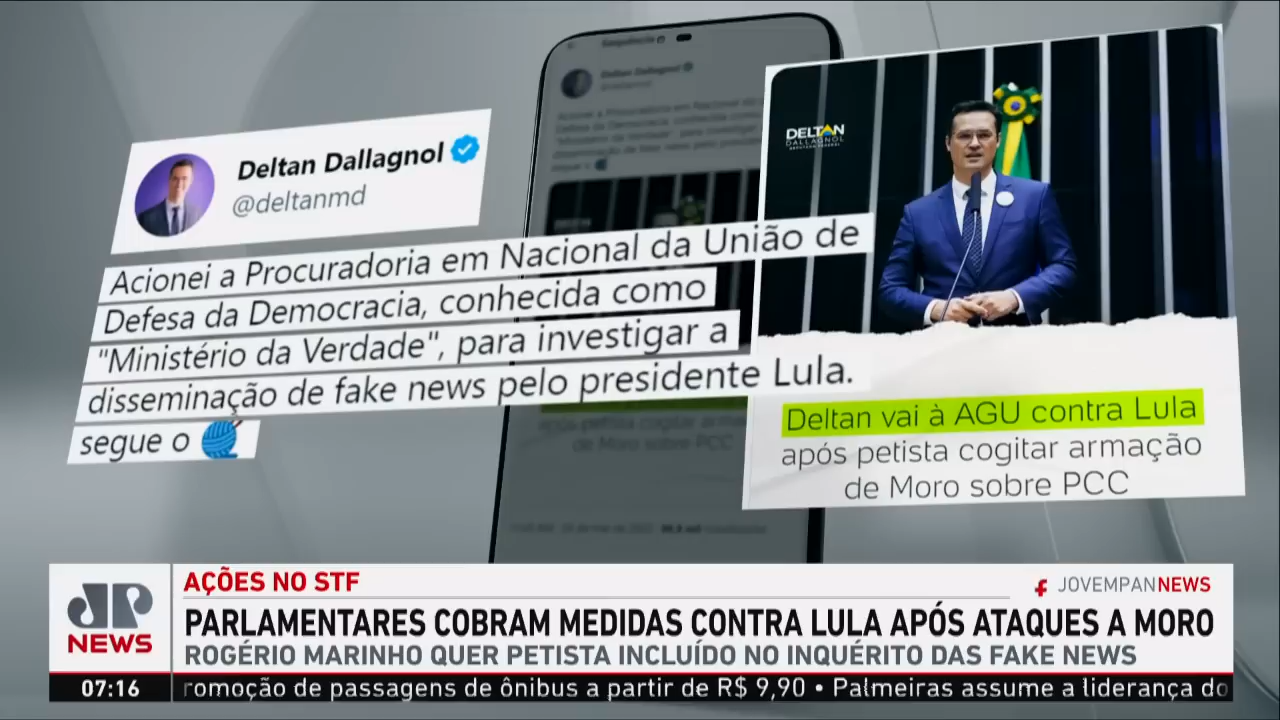 Deltan Dallagnol
@deltanmd
Acionei a Procuradoria em Nacional da União de
Defesa da Democracia, conhecida como
"Ministério da Verdade", para investigar a
disseminação de fake news pelo presidente Lula.
segue o
Deltan Dallagnol
DELTAN
DALLAGNOL
DEPUTADO FEDERAL
Deltan vai à AGU contra Lula
após petista cogitar armação
de Moro sobre PCC
JP
NEWS
AÇÕES NO STF
JOVEMPANNEWS
PARLAMENTARES COBRAM MEDIDAS CONTRA LULA APÓS ATAQUES A MORO
ROGÉRIO MARINHO QUER PETISTA INCLUÍDO NO INQUÉRITO DAS FAKE NEWS
07:16
romoção de passagens de ônibus a partir de R$ 9,90 • Palmeiras assume a liderança do